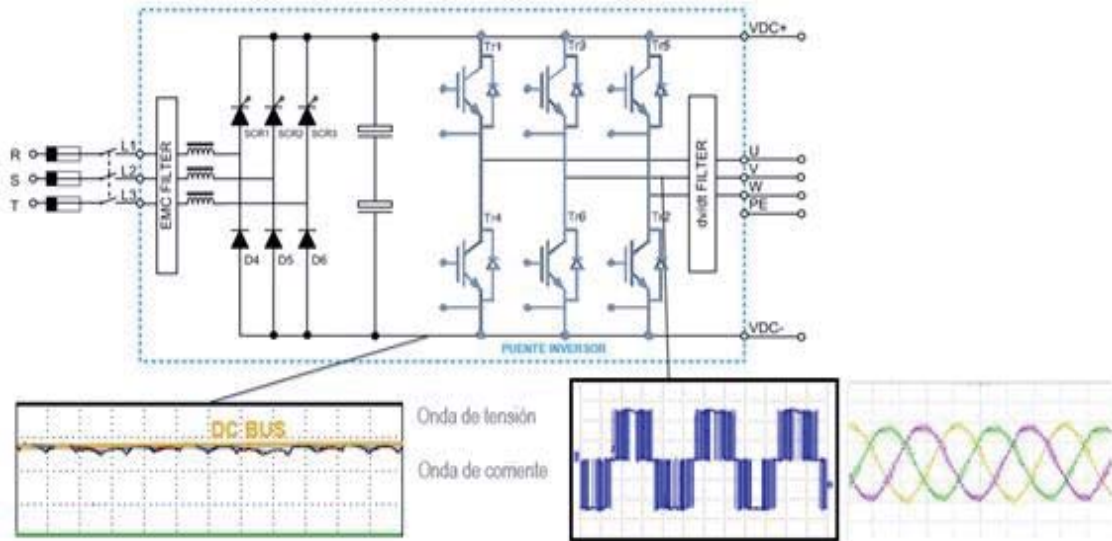 VDC+
Tr1
Tr3
Tr5
EMC FILTER
SCR1
SCR2
SCR3
R
L1
S
L2
T
L3
U
V
W
PE
dv/dt FILTER
Tr4
Tr6
Tr2
D4
D5
D6
VDC-
PUENTE INVERSOR
DC BUS
Onda de tensión
Onda de corriente